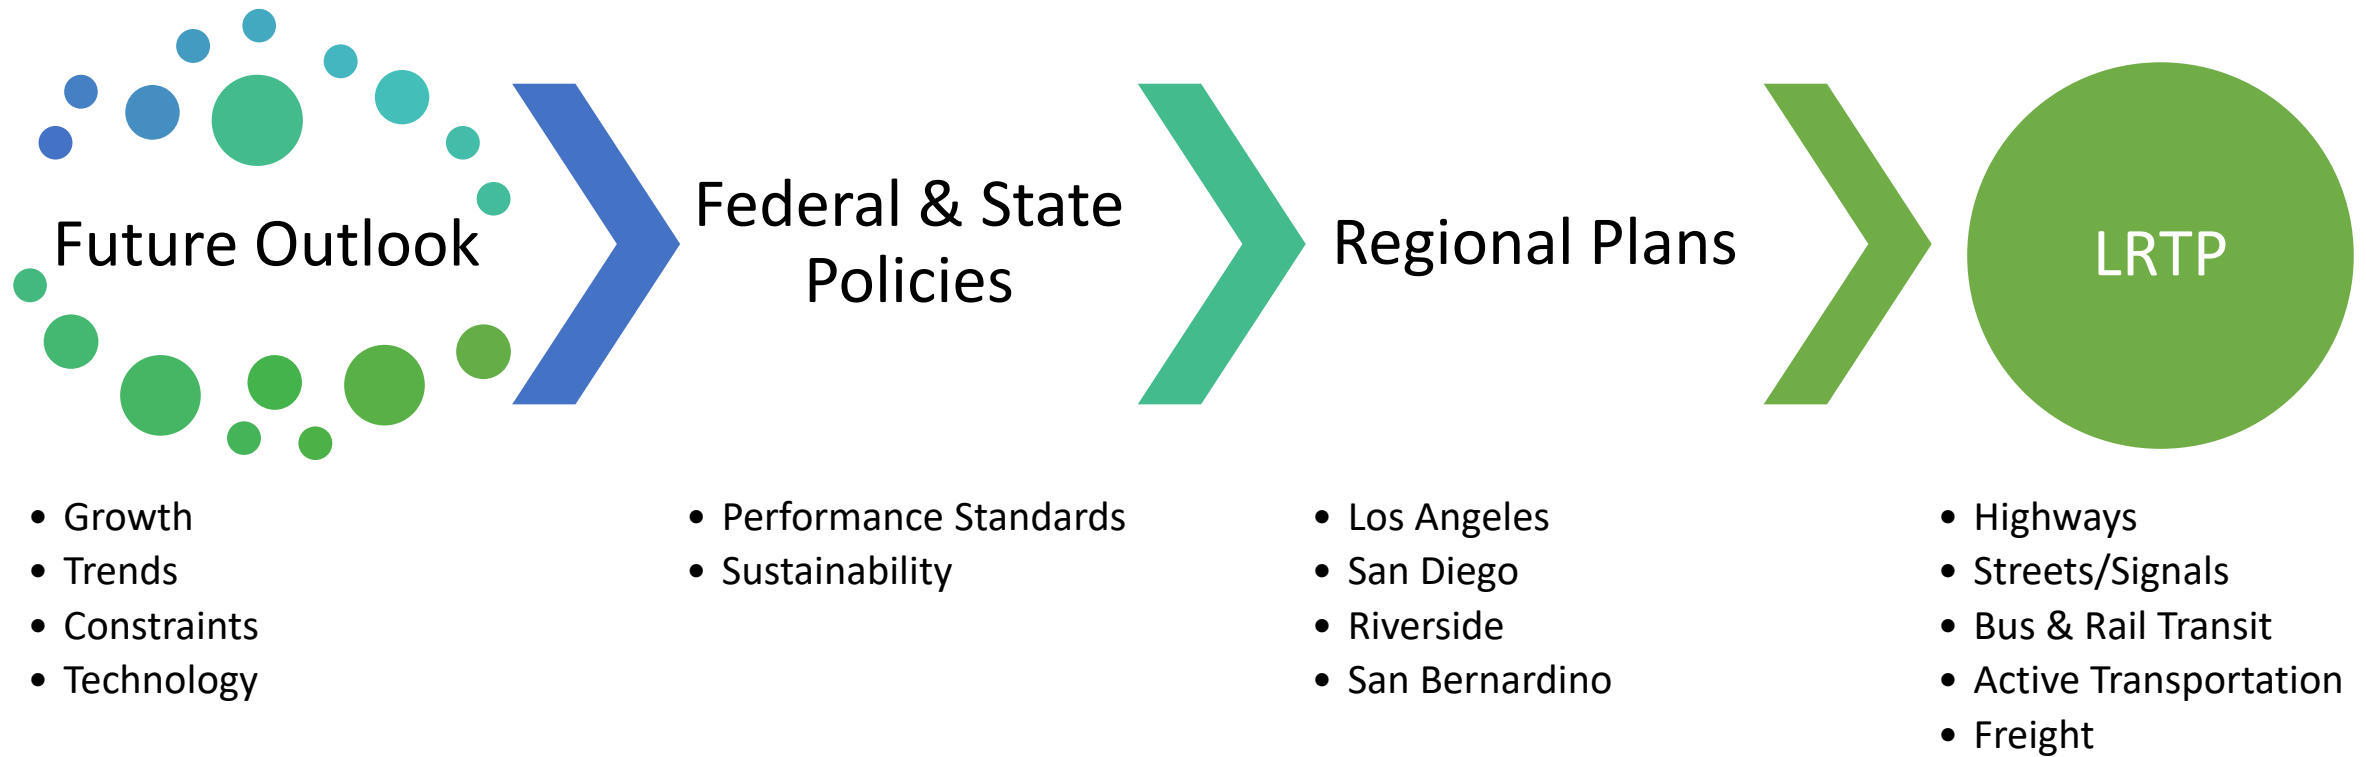 Future Outlook
Federal & State
Policies
Regional Plans
LRTP
• Growth
• Trends
• Constraints
• Technology
• Performance Standards
• Sustainability
• Los Angeles
• San Diego
• Riverside
• San Bernardino
• Highways
• Streets/Signals
• Bus & Rail Transit
• Active Transportation
• Freight